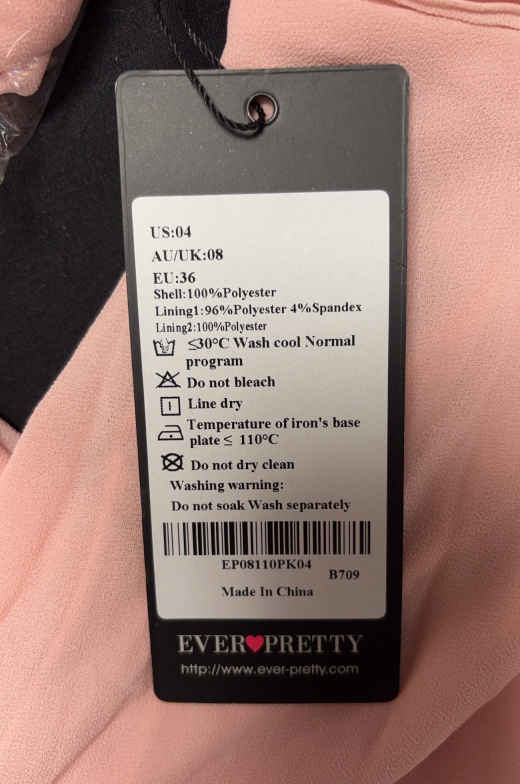 US:04
AU/UK:08
EU:36
Shell:100%Polyester
Lining1:96%Polyester 4%Spandex
Lining2:100%Polyester
≤30°C Wash cool Normal
program
Do not bleach
Line dry
Temperature of iron's base
plate ≤ 110°C
Do not dry clean
Washing warning:
Do not soak Wash separately
EP08110PK04
B709
Made In China
EVER❤PRETTY
http://www.ever-pretty.com